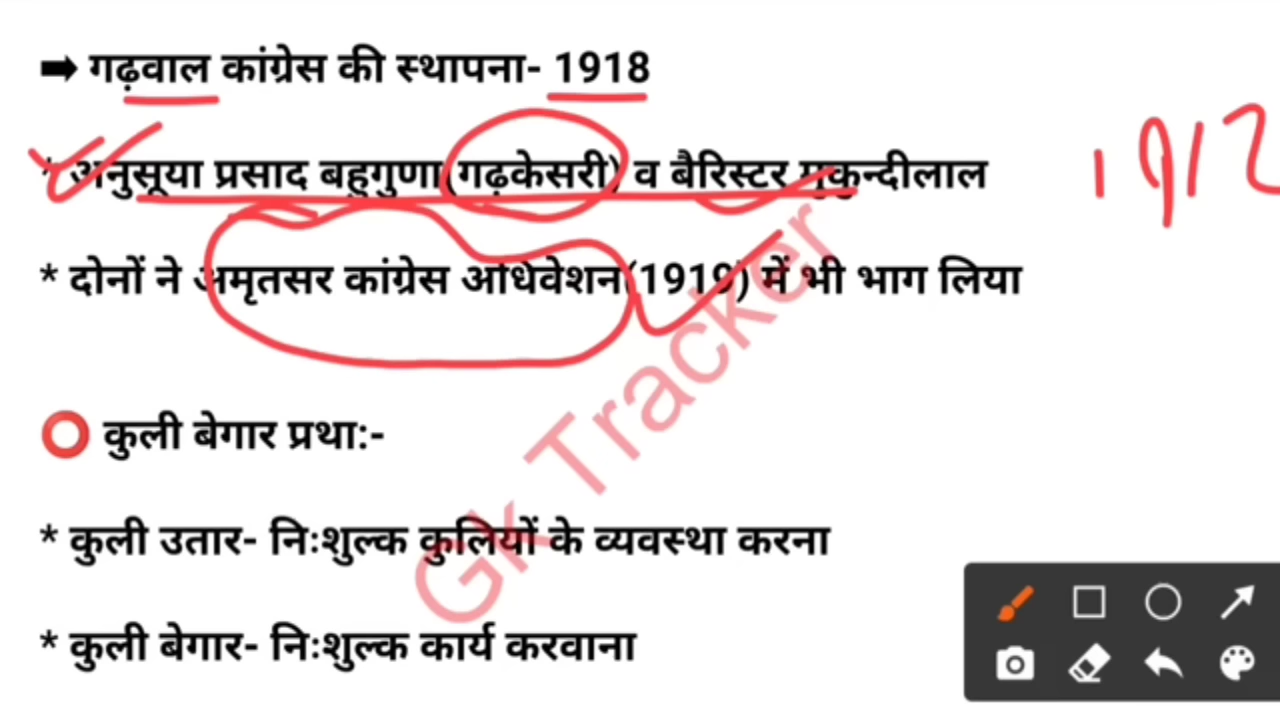 ➡ गढ़वाल कांग्रेस की स्थापना- 1918
* अनुसूया प्रसाद बहुगुणा(गढ़केसरी) व बैरिस्टर मुकुन्दीलाल
1912
* दोनों ने अमृतसर कांग्रेस अधिवेशन(1919) में भी भाग लिया
Gk Tracker
⭕ कुली बेगार प्रथा:-
* कुली उतार- निःशुल्क कुलियों के व्यवस्था करना
* कुली बेगार- निःशुल्क कार्य करवाना